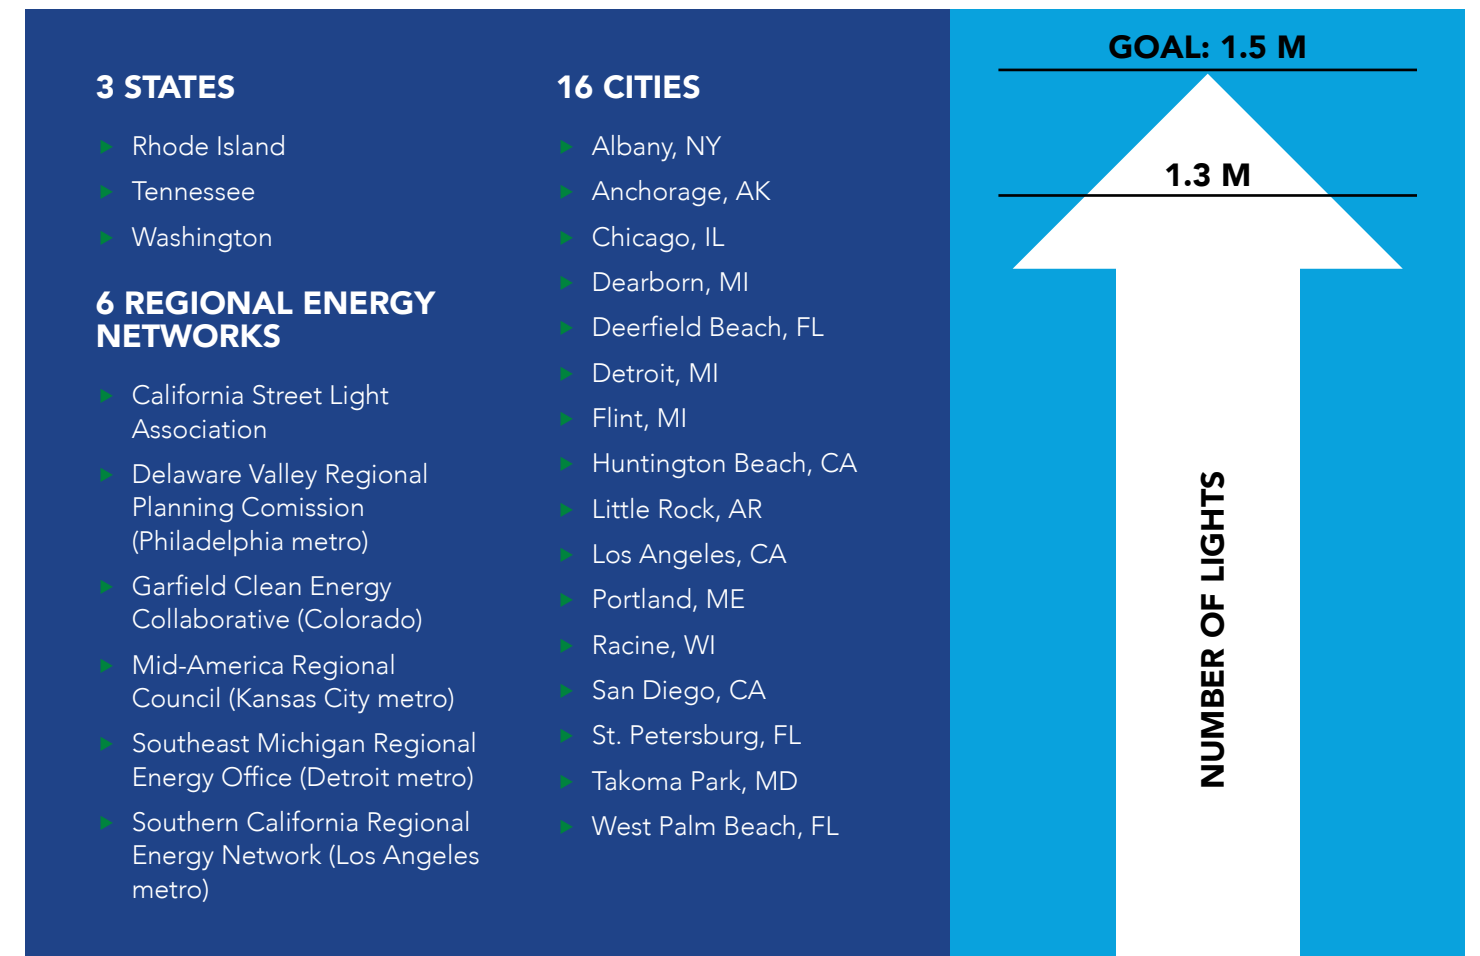 3 STATES
Rhode Island
Tennessee
Washington
6 REGIONAL ENERGY
NETWORKS
California Street Light
Association
Delaware Valley Regional
Planning Comission
(Philadelphia metro)
Garfield Clean Energy
Collaborative (Colorado)
Mid-America Regional
Council (Kansas City metro)
Southeast Michigan Regional
Energy Office (Detroit metro)
Southern California Regional
Energy Network (Los Angeles
metro)
16 CITIES
Albany, NY
Anchorage, AK
Chicago, IL
Dearborn, MI
Deerfield Beach, FL
Detroit, MI
Flint, MI
Huntington Beach, CA
Little Rock, AR
Los Angeles, CA
Portland, ME
Racine, WI
San Diego, CA
St. Petersburg, FL
Takoma Park, MD
West Palm Beach, FL
GOAL: 1.5 M
1.3 M
NUMBER OF LIGHTS